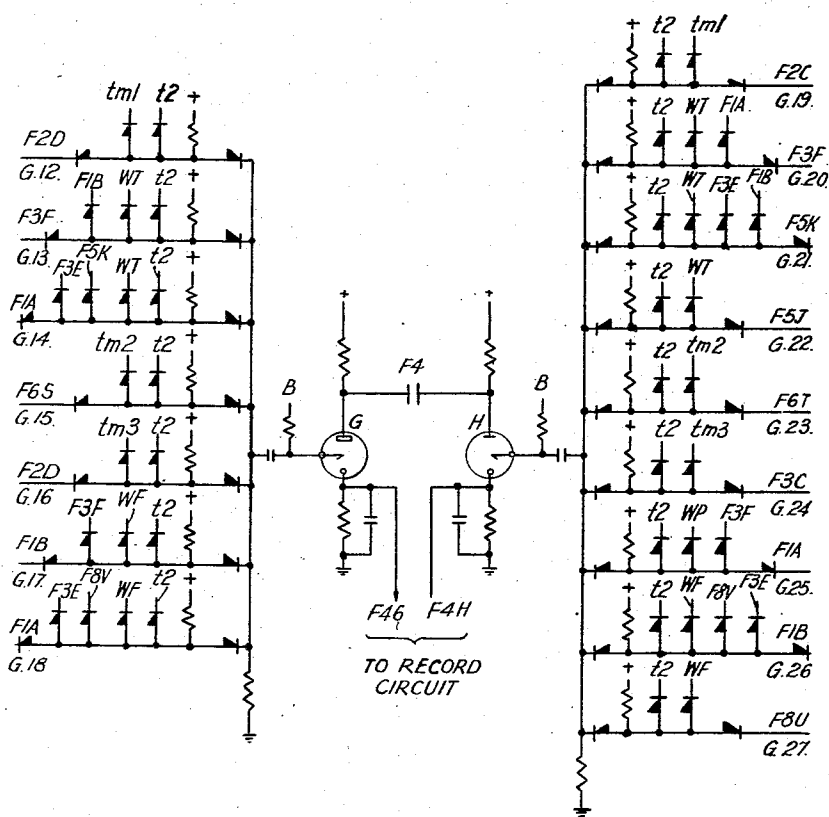 tm1 t2 +
F2D
G.12.
F1B WT t2 +
F3F
G.13.
F3E F5K WT t2 +
F1A
G.14.
tm2 t2 +
F6S
G.15.
tm3 t2 +
F2D
G.16.
F3F WF t2 +
F1B
G.17.
F3E F8V WF t2 +
F1A
G.18
+ +
F4
B G H B
F46 F4H
TO RECORD
CIRCUIT
+ t2 tm1
F2C
G.19.
+ t2 WT F1A.
F3F
G.20.
+ t2 WT F3E F1B
F5K
G.21.
+ t2 WT
F5J
G.22.
+ t2 tm2
F6T
G.23.
+ t2 tm3
F3C
G.24
+ t2 WP F3F
F1A
G.25.
+ t2 WF F8V F3E
F1B
G.26
+ t2 WF
F8U
G.27.